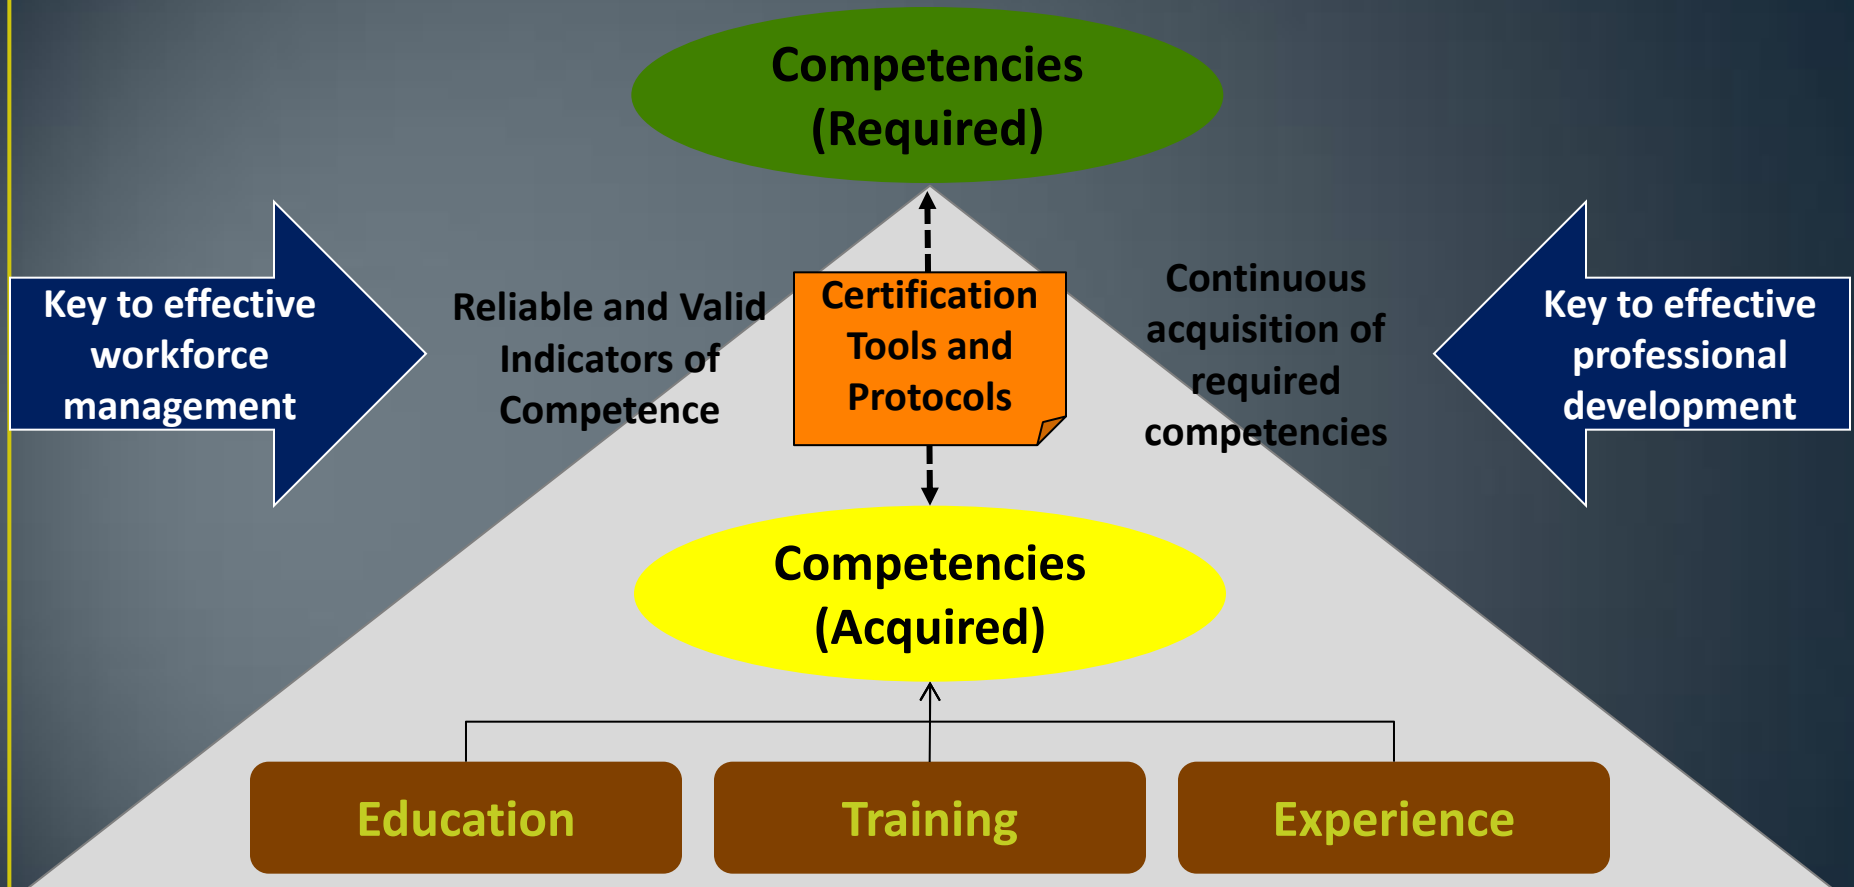 Competencies
(Required)
Key to effective
workforce
management
Reliable and Valid
Indicators of
Competence
Certification
Tools and
Protocols
Continuous
acquisition of
required
competencies
Key to effective
professional
development
Competencies
(Acquired)
Education
Training
Experience